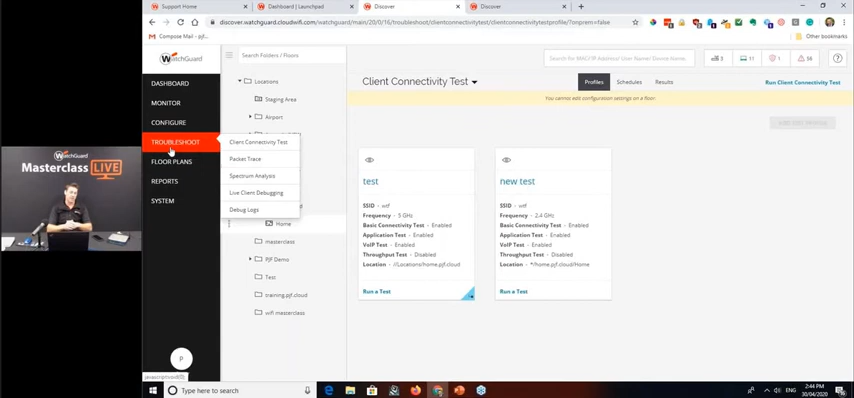 Support Home
Dashboard | Launchpad
Discover
Discover
discover.watchguard.cloudwifi.com/watchguard/main/20/0/16/troubleshoot/clientconnectivitytest/clientconnectivitytestprofile/?onprem=false
Compose Mail - pjf...
Other bookmarks
WatchGuard
Search Folders / Floors
Search for MAC/IP Address/ User Name/ Device Name.
DASHBOARD
MONITOR
CONFIGURE
TROUBLESHOOT
FLOOR PLANS
REPORTS
SYSTEM
Client Connectivity Test
Packet Trace
Spectrum Analysis
Live Client Debugging
Debug Logs
Locations
Staging Area
Airport
Home
masterclass
PJF Demo
Test
training.pjf.cloud
wifi masterclass
Client Connectivity Test
Profiles
Schedules
Results
Run Client Connectivity Test
You cannot edit configuration settings on a floor.
test
SSID - wtf
Frequency - 5 GHz
Basic Connectivity Test - Enabled
Application Test - Enabled
VoIP Test - Enabled
Throughput Test - Disabled
Location - //Locations/home.pjf.cloud
Run a Test
new test
SSID - wtf
Frequency - 2.4 GHz
Basic Connectivity Test - Enabled
Application Test - Enabled
VoIP Test - Enabled
Throughput Test - Disabled
Location - */home.pjf.cloud/Home
Run a Test
WatchGuard
Masterclass LIVE
P
Type here to search
ENG
2:44 PM
30/04/2020